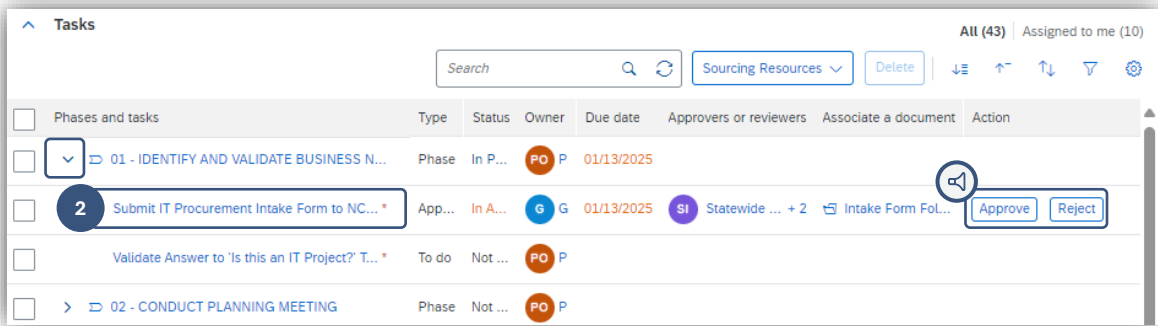 Tasks
All (43) Assigned to me (10)
Search Sourcing Resources Delete
Phases and tasks Type Status Owner Due date Approvers or reviewers Associate a document Action
01 - IDENTIFY AND VALIDATE BUSINESS N... Phase In P... PO P 01/13/2025
2 Submit IT Procurement Intake Form to NC... * App... In A... G G 01/13/2025 SI Statewide ... + 2 Intake Form Fol... Approve Reject
Validate Answer to 'Is this an IT Project?' T... * To do Not ... PO P
02 - CONDUCT PLANNING MEETING Phase Not ... PO P